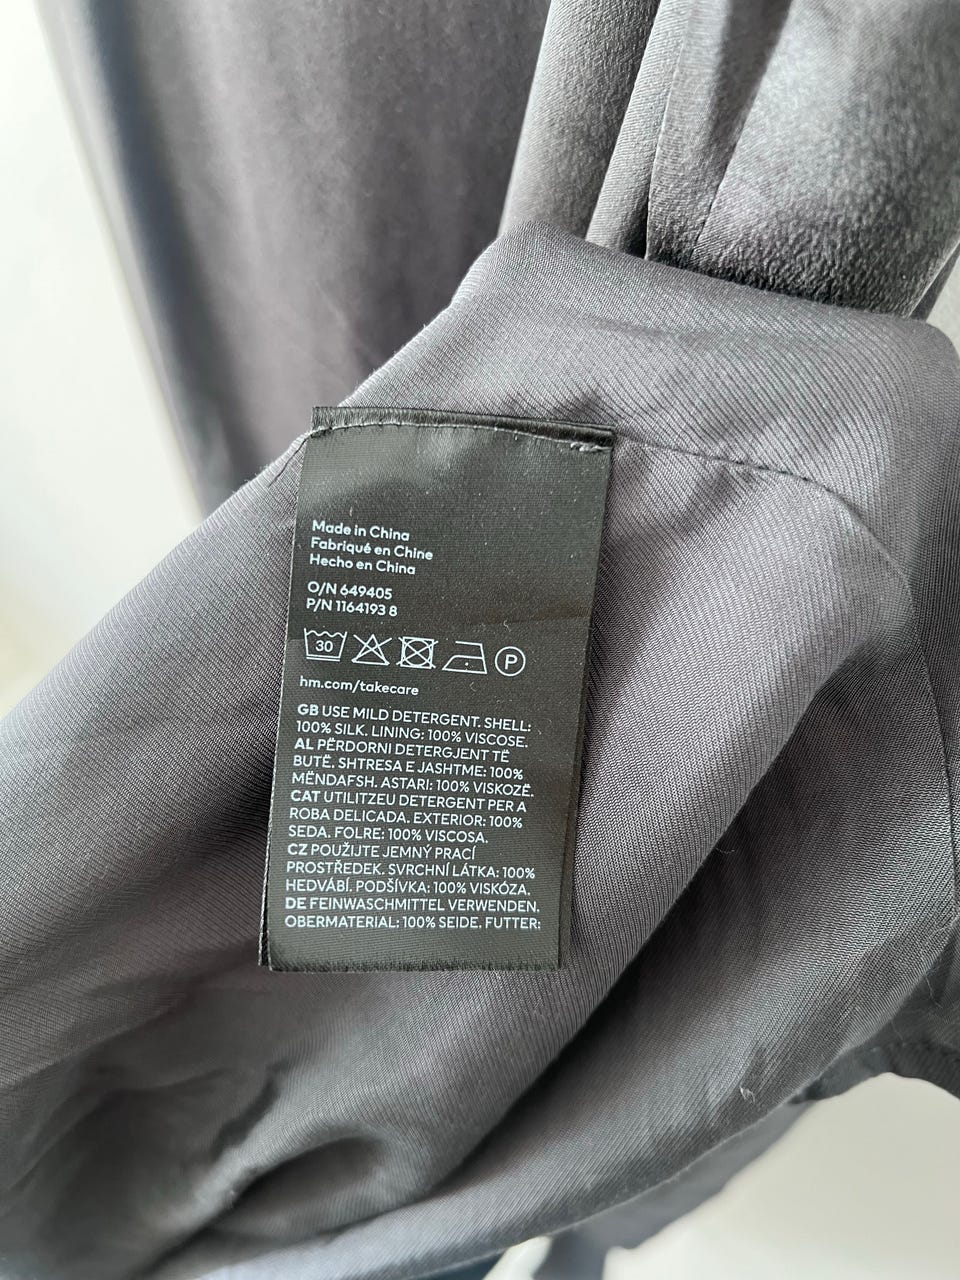 Made in China
Fabriqué en Chine
Hecho en China
O/N 649405
P/N 1164193 8
30 P
hm.com/takecare
GB USE MILD DETERGENT. SHELL:
100% SILK. LINING: 100% VISCOSE.
AL PËRDORNI DETERGJENT TË
BUTË. SHTRESA E JASHTME: 100%
MËNDAFSH. ASTARI: 100% VISKOZË.
CAT UTILITZEU DETERGENT PER A
ROBA DELICADA. EXTERIOR: 100%
SEDA. FOLRE: 100% VISCOSA.
CZ POUŽIJTE JEMNÝ PRACÍ
PROSTŘEDEK. SVRCHNÍ LÁTKA: 100%
HEDVÁBÍ. PODŠÍVKA: 100% VISKÓZA.
DE FEINWASCHMITTEL VERWENDEN.
OBERMATERIAL: 100% SEIDE. FUTTER: